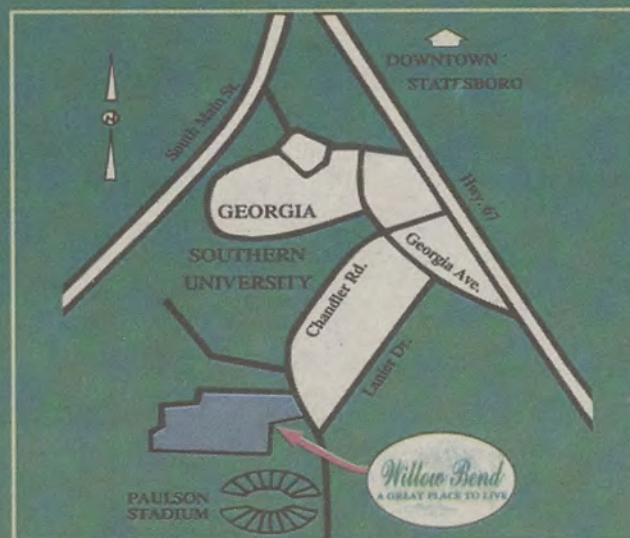 DOWNTOWN
STATESBORO
N
South Main St.
Hwy. 67
GEORGIA
SOUTHERN
UNIVERSITY
Georgia Ave.
Chandler Rd.
Lanier Dr.
Willow Bend
A GREAT PLACE TO LIVE
PAULSON
STADIUM